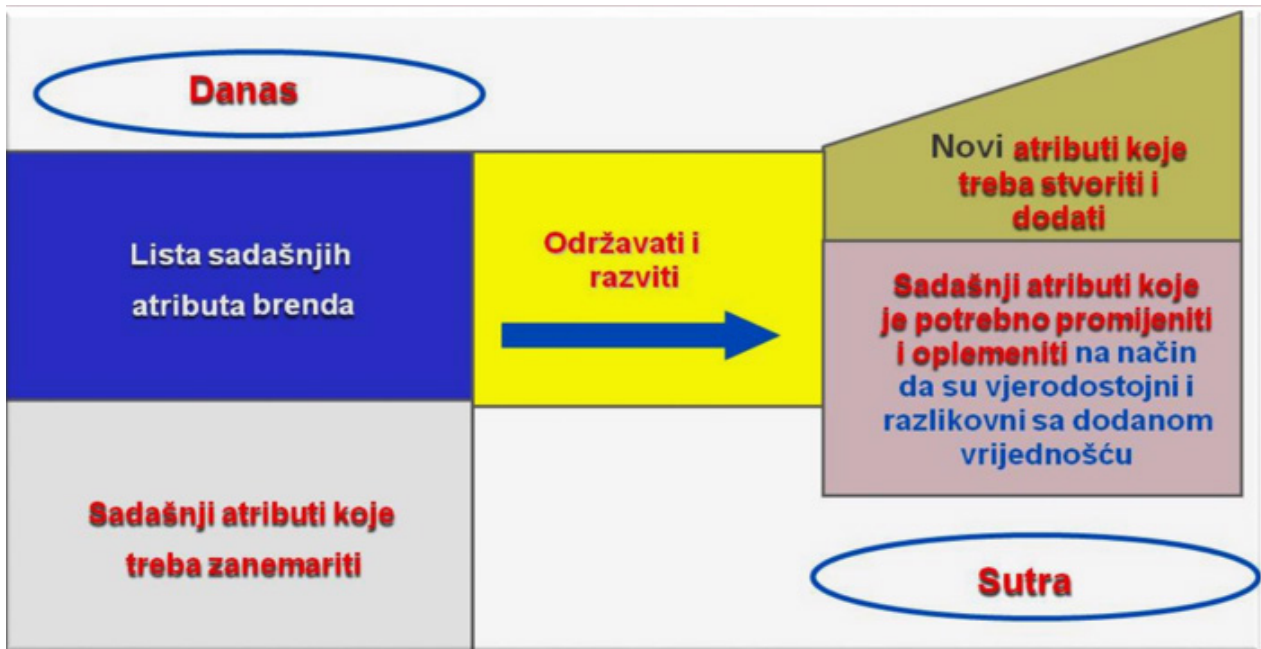 Danas
Lista sadašnjih
atributa brenda
Sadašnji atributi koje
treba zanemariti
Održavati i
razviti
Novi atributi koje
treba stvoriti i
dodati
Sadašnji atributi koje
je potrebno promijeniti
i oplemeniti na način
da su vjerodostojni i
razlikovni sa dodanom
vrijednošću
Sutra